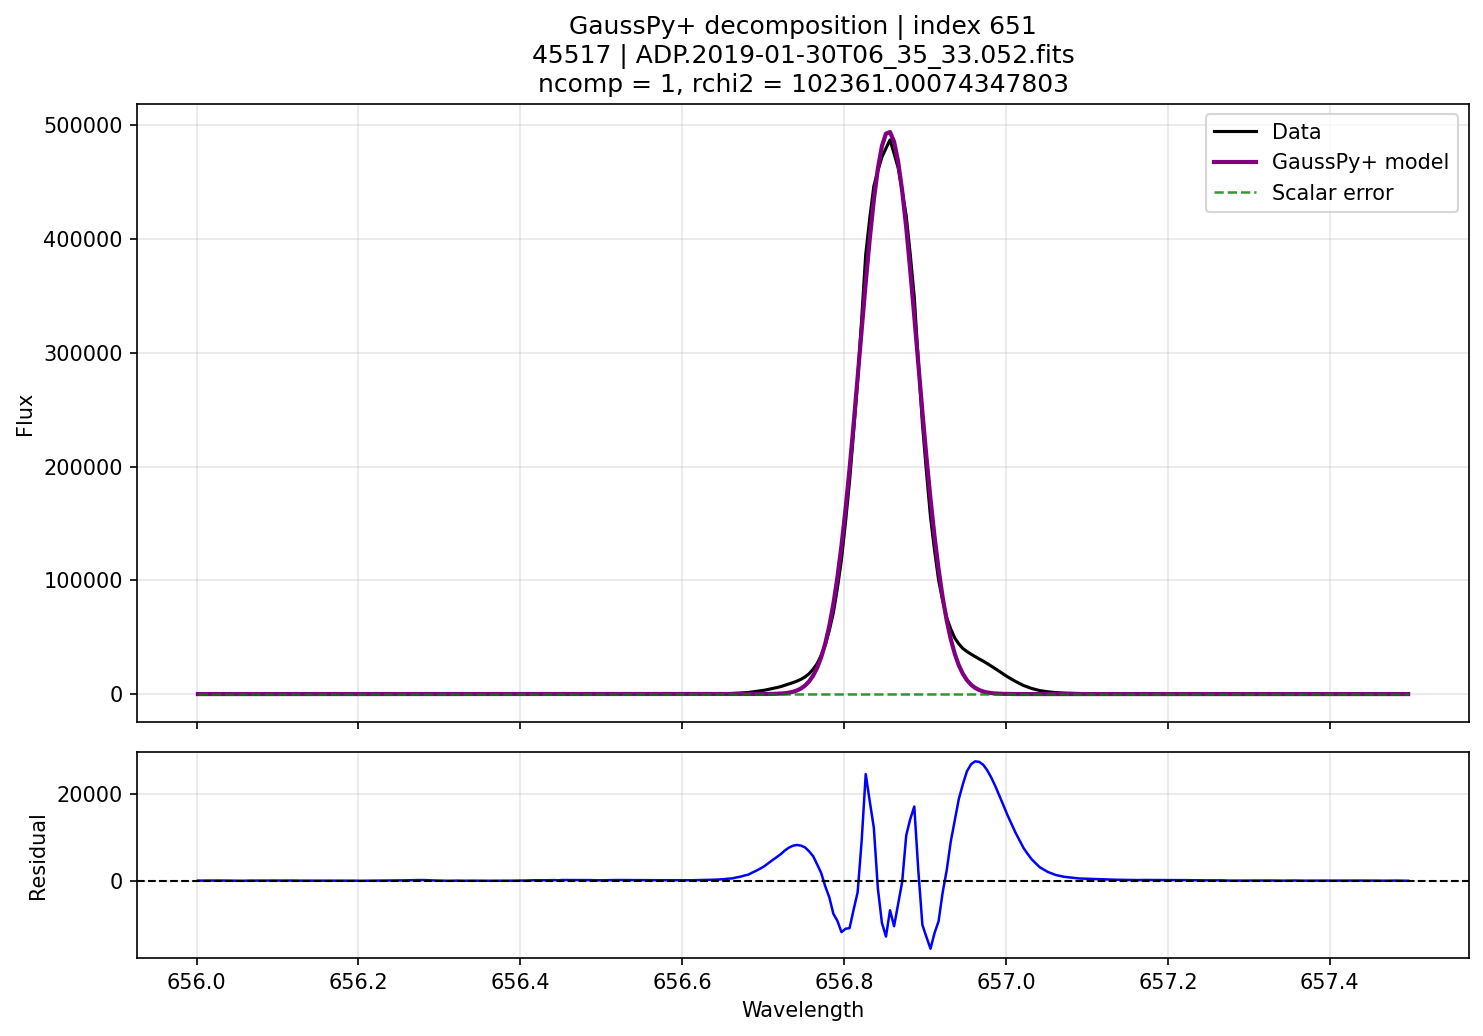 GaussPy+ decomposition | index 651
45517 | ADP.2019-01-30T06_35_33.052.fits
ncomp = 1, rchi2 = 102361.00074347803
Data
GaussPy+ model
Scalar error
Flux
500000
400000
300000
200000
100000
0
Residual
20000
0
656.0 656.2 656.4 656.6 656.8 657.0 657.2 657.4
Wavelength